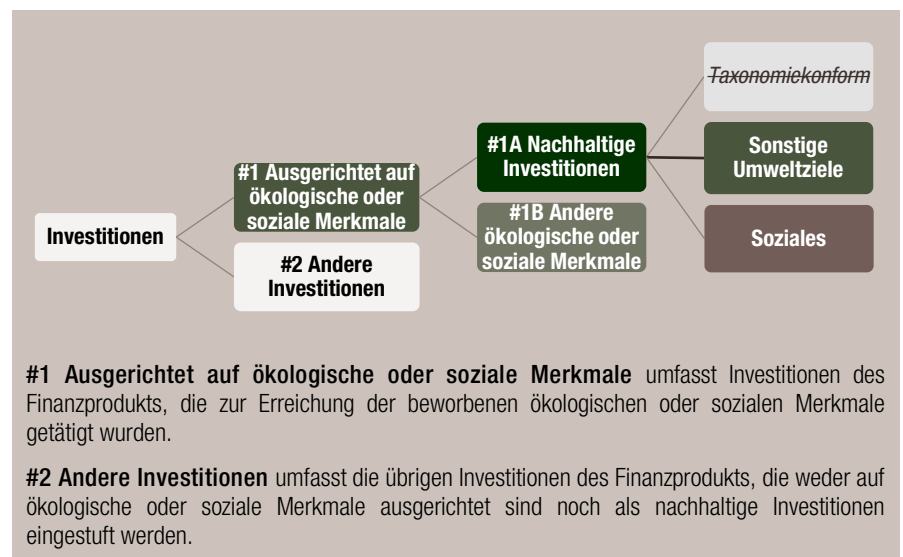 Taxonomiekonform
#1A Nachhaltige
Investitionen
Sonstige
Umweltziele
#1 Ausgerichtet auf
ökologische oder
soziale Merkmale
#1B Andere
ökologische oder
soziale Merkmale
Investitionen
Soziales
#2 Andere
Investitionen
#1 Ausgerichtet auf ökologische oder soziale Merkmale umfasst Investitionen des
Finanzprodukts, die zur Erreichung der beworbenen ökologischen oder sozialen Merkmale
getätigt wurden.
#2 Andere Investitionen umfasst die übrigen Investitionen des Finanzprodukts, die weder auf
ökologische oder soziale Merkmale ausgerichtet sind noch als nachhaltige Investitionen
eingestuft werden.